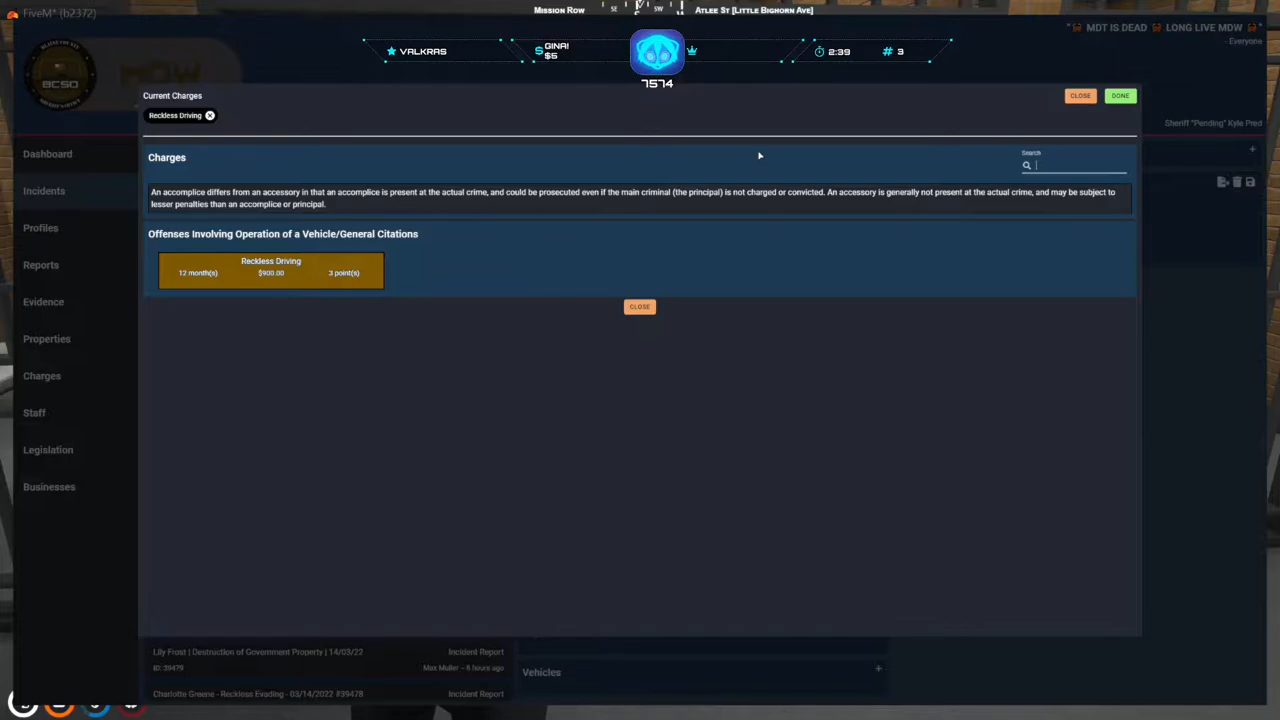 FiveM* (b2372)
Mission Row
SE
SW
Atlee St [Little Bighorn Ave]
MDT IS DEAD
LONG LIVE MDW
- Everyone
VALKRAS
GINAI
$5
2:39
# 3
7574
BCSO
MDW
Current Charges
CLOSE
DONE
Reckless Driving
Sheriff "Pending" Kyle Pred
Dashboard
Incidents
Profiles
Reports
Evidence
Properties
Charges
Staff
Legislation
Businesses
Charges
Search
An accomplice differs from an accessory in that an accomplice is present at the actual crime, and could be prosecuted even if the main criminal (the principal) is not charged or convicted. An accessory is generally not present at the actual crime, and may be subject to
lesser penalties than an accomplice or principal.
Offenses Involving Operation of a Vehicle/General Citations
Reckless Driving
12 month(s) $900.00 3 point(s)
CLOSE
Lily Frost | Destruction of Government Property | 14/03/22 Incident Report
ID: 39479 Max Muller - 8 hours ago
Charlotte Greene - Reckless Evading - 03/14/2022 #39478 Incident Report
Vehicles